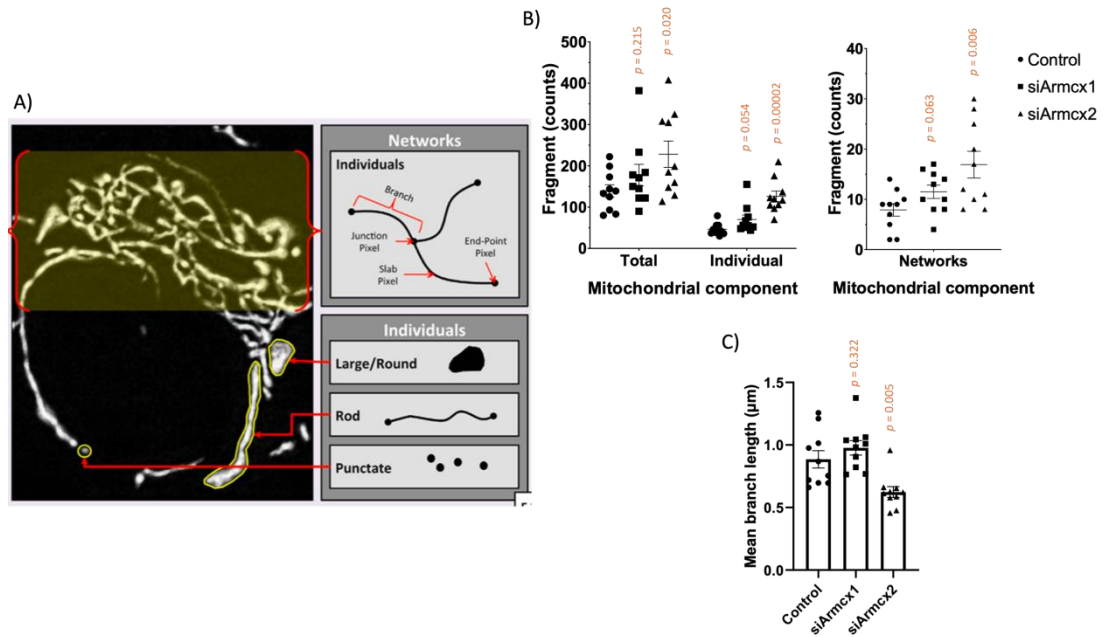 A)
Networks
Individuals
Branch
Junction
Pixel
End-Point
Pixel
Slab
Pixel
Individuals
Large/Round
Rod
Punctate
B)
Fragment (counts)
500
400
300
200
100
0
p = 0.215
p = 0.020
p = 0.054
p = 0.00002
Total
Individual
Mitochondrial component
Fragment (counts)
40
30
20
10
0
p = 0.063
p = 0.006
Networks
Mitochondrial component
Control
siArmcx1
siArmcx2
C)
Mean branch length (µm)
1.5
1.0
0.5
0.0
p = 0.322
p = 0.005
Control
siArmcx1
siArmcx2